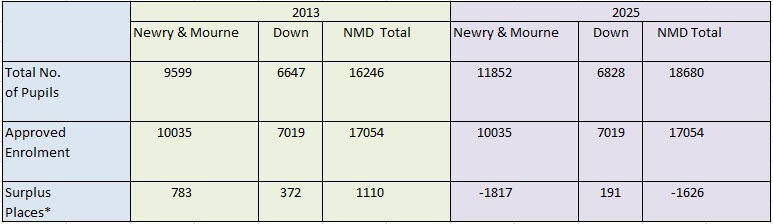 2013 2025
Newry & Mourne Down NMD Total Newry & Mourne Down NMD Total
Total No. 9599 6647 16246 11852 6828 18680
of Pupils
Approved 10035 7019 17054 10035 7019 17054
Enrolment
Surplus 783 372 1110 -1817 191 -1626
Places*